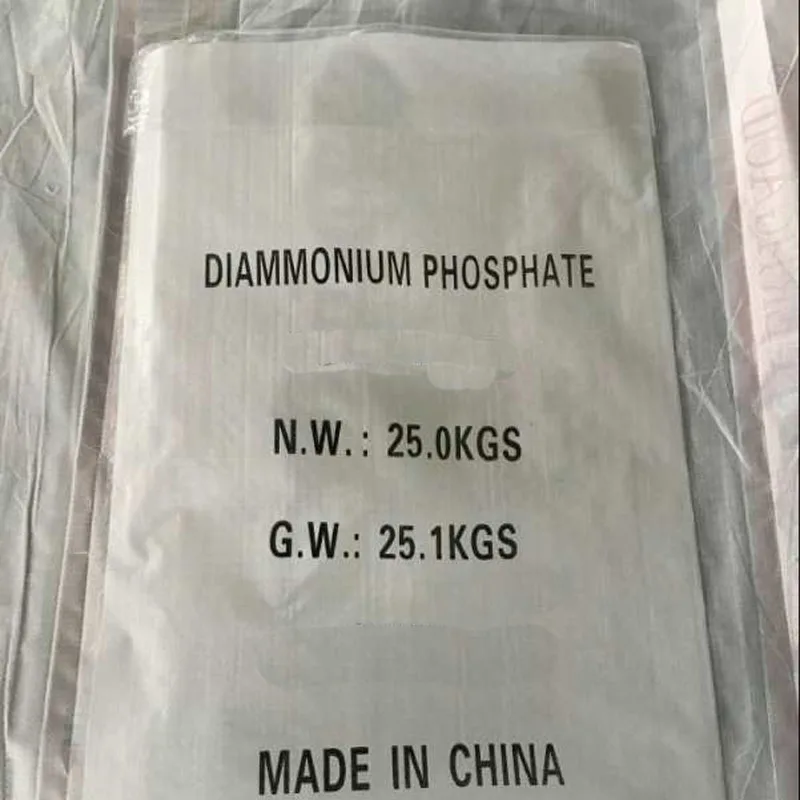 DIAMMONIUM PHOSPHATE
N.W.: 25.0KGS
G.W.: 25.1KGS
MADE IN CHINA